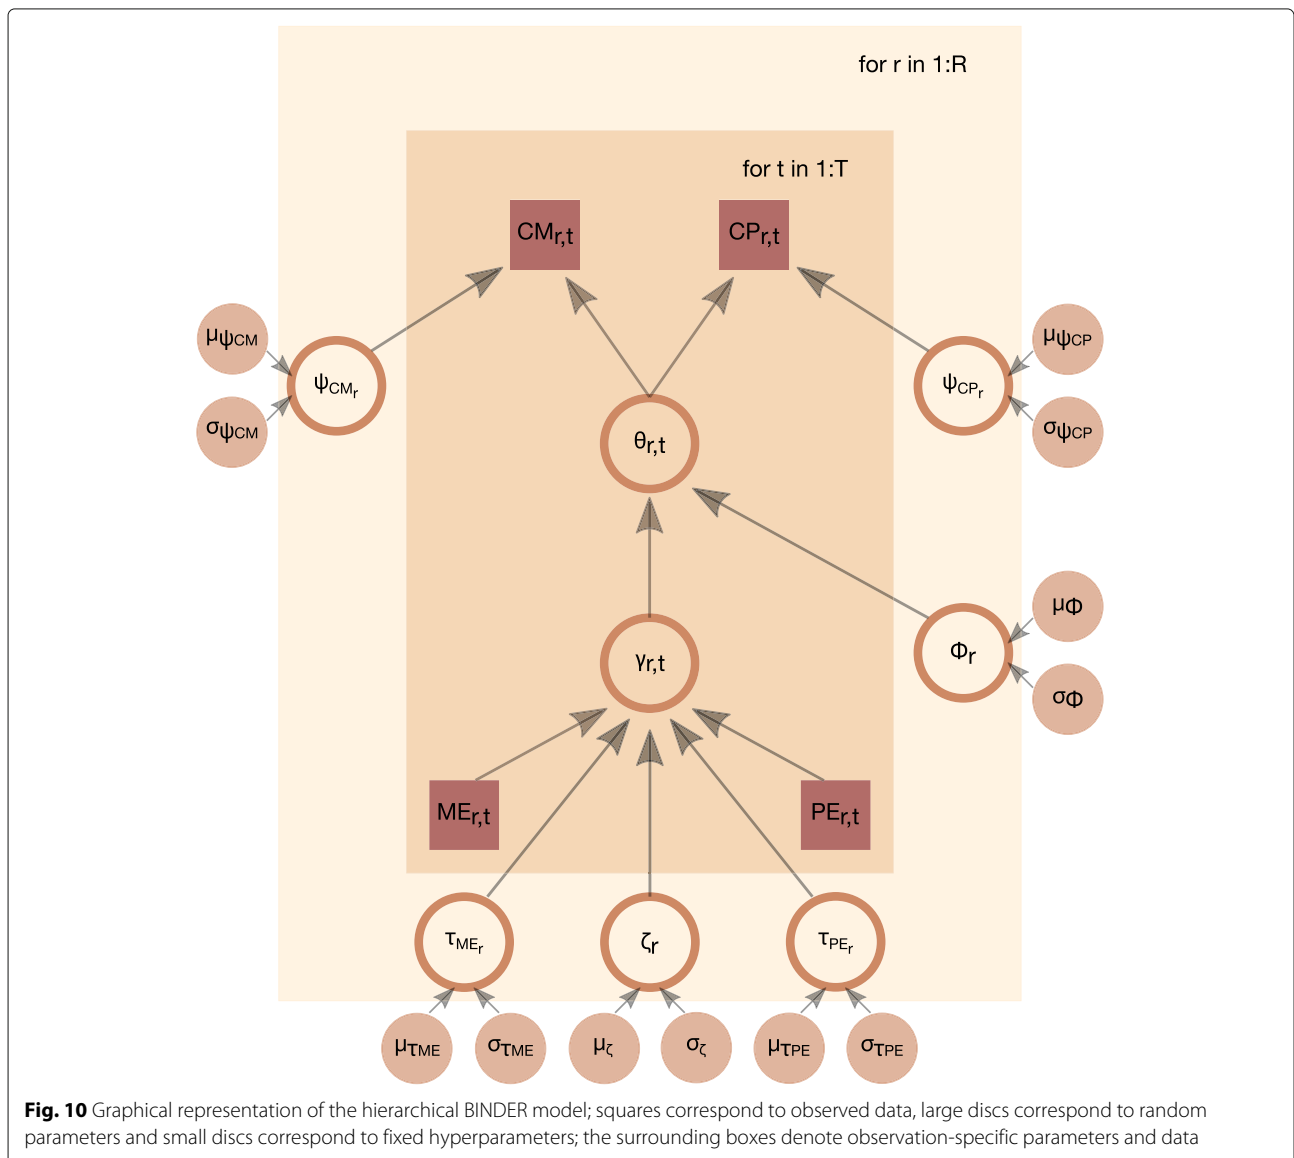 for r in 1:R
for t in 1:T
CMr,t
CPr,t
μψCM
σψCM
ψCMr
ψCPr
μψCP
σψCP
θr,t
γr,t
Φr
μΦ
σΦ
MEr,t
PEr,t
τMEr
ζr
τPEr
μτME
στME
μζ
σζ
μτPE
στPE
Fig. 10 Graphical representation of the hierarchical BINDER model; squares correspond to observed data, large discs correspond to random
parameters and small discs correspond to fixed hyperparameters; the surrounding boxes denote observation-specific parameters and data